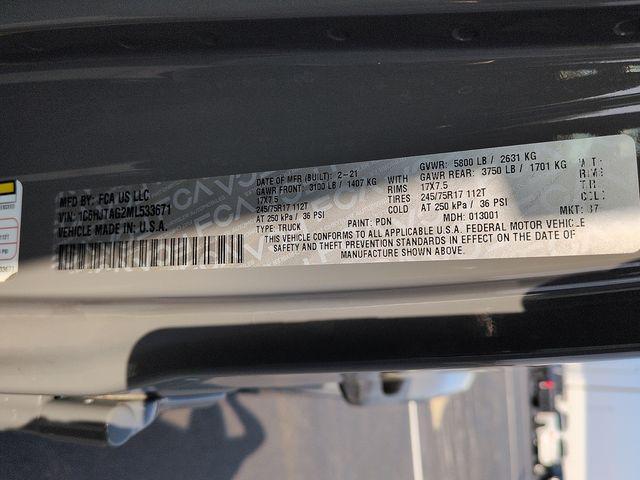 MFD BY: FCA US LLC
VIN: 1C6HJTAG2ML533671
VEHICLE MADE IN: U.S.A.
DATE OF MFR (BUILT): 2-21
GAWR FRONT: 3100 LB / 1407 KG WITH
17X7.5 RIMS
245/75R17 112T TIRES
AT 250 kPa / 36 PSI COLD
GVWR: 5800 LB / 2631 KG
GAWR REAR: 3750 LB / 1701 KG
17X7.5
245/75R17 112T
AT 250 kPa / 36 PSI
TYPE: TRUCK PAINT: PDN MDH: 013001 MKT:
THIS VEHICLE CONFORMS TO ALL APPLICABLE U.S.A. FEDERAL MOTOR VEHICLE
SAFETY AND THEFT PREVENTION STANDARDS IN EFFECT ON THE DATE OF
MANUFACTURE SHOWN ABOVE.